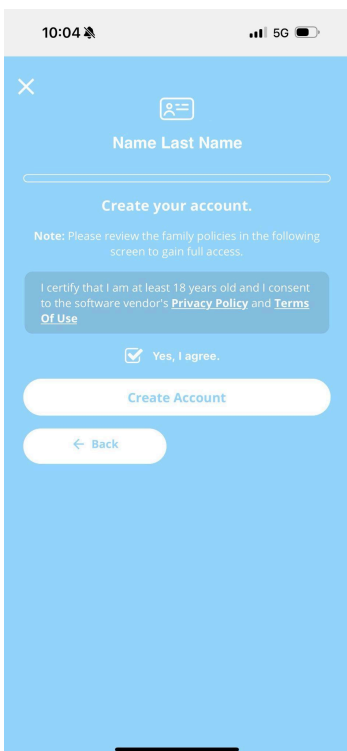 10:04
5G
Name Last Name
Create your account.
Note: Please review the family policies in the following
screen to gain full access.
I certify that I am at least 18 years old and I consent
to the software vendor's Privacy Policy and Terms
Of Use
Yes, I agree.
Create Account
← Back